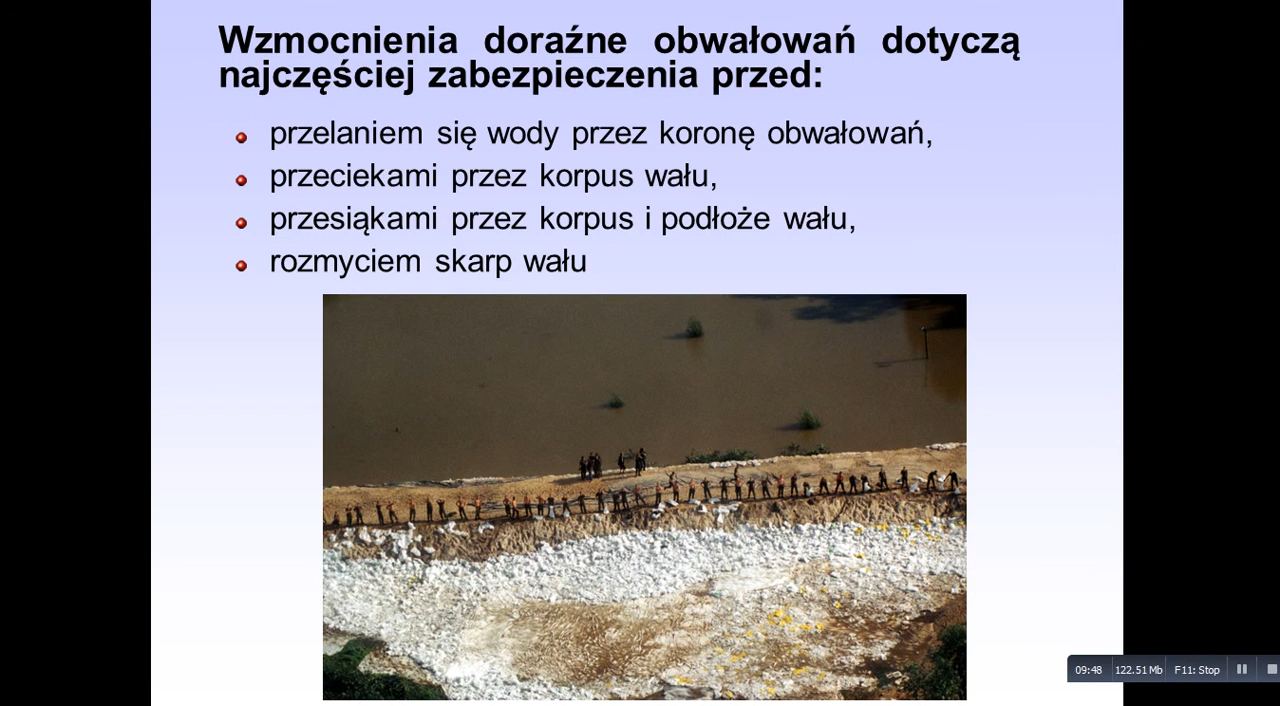 Wzmocnienia doraźne obwałowań dotyczą
najczęściej zabezpieczenia przed:
przelaniem się wody przez koronę obwałowań,
przeciekami przez korpus wału,
przesiąkami przez korpus i podłoże wału,
rozmyciem skarp wału
09:48 122.51 Mb F11: Stop